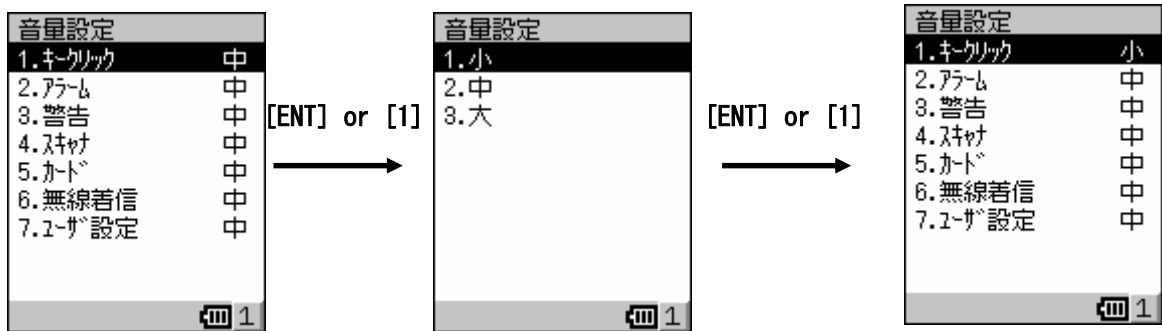 音量設定
1.ｷｰｸﾘｯｸ 中
2.ｱﾗｰﾑ 中
3.警告 中
4.ｽｷｬﾅ 中
5.ｶｰﾄﾞ 中
6.無線着信 中
7.ﾕｰｻﾞ設定 中
1
[ENT] or [1]
音量設定
1.小
2.中
3.大
1
[ENT] or [1]
音量設定
1.ｷｰｸﾘｯｸ 小
2.ｱﾗｰﾑ 中
3.警告 中
4.ｽｷｬﾅ 中
5.ｶｰﾄﾞ 中
6.無線着信 中
7.ﾕｰｻﾞ設定 中
1